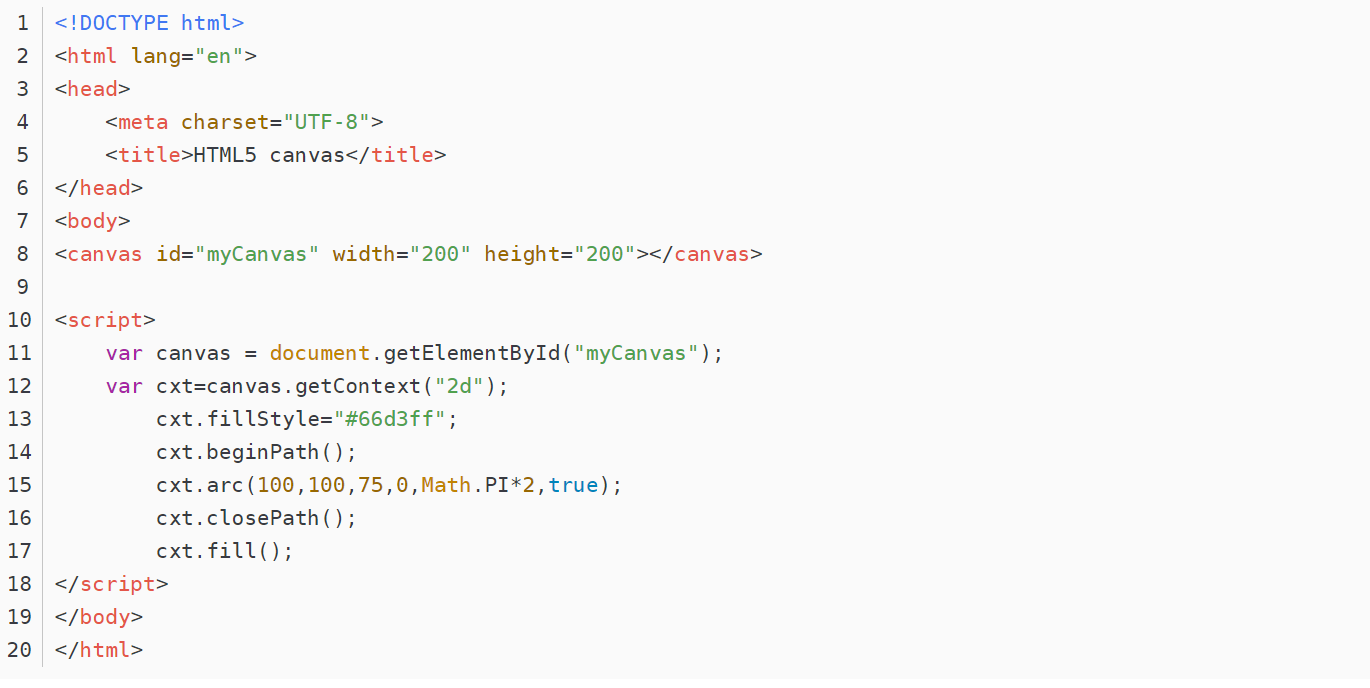 1 <!DOCTYPE html>
2 <html lang="en">
3 <head>
4     <meta charset="UTF-8">
5     <title>HTML5 canvas</title>
6 </head>
7 <body>
8 <canvas id="myCanvas" width="200" height="200"></canvas>
9
10 <script>
11     var canvas = document.getElementById("myCanvas");
12     var cxt=canvas.getContext("2d");
13         cxt.fillStyle="#66d3ff";
14         cxt.beginPath();
15         cxt.arc(100,100,75,0,Math.PI*2,true);
16         cxt.closePath();
17         cxt.fill();
18 </script>
19 </body>
20 </html>